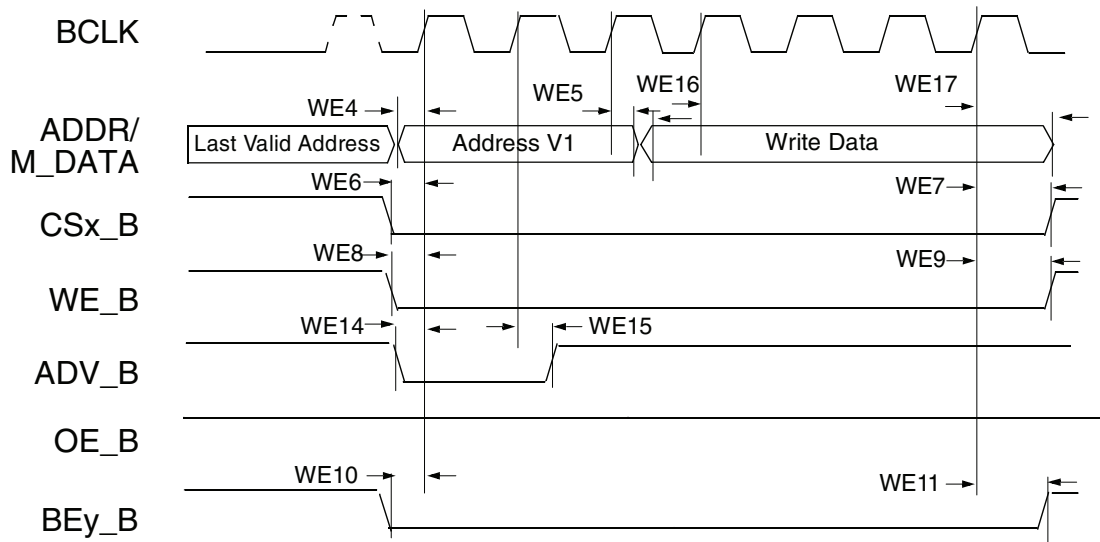 BCLK
WE4
WE5
WE16
WE17
ADDR/
M_DATA
Last Valid Address
Address V1
Write Data
WE6
WE7
CSx_B
WE8
WE9
WE_B
WE14
WE15
ADV_B
OE_B
WE10
WE11
BEy_B